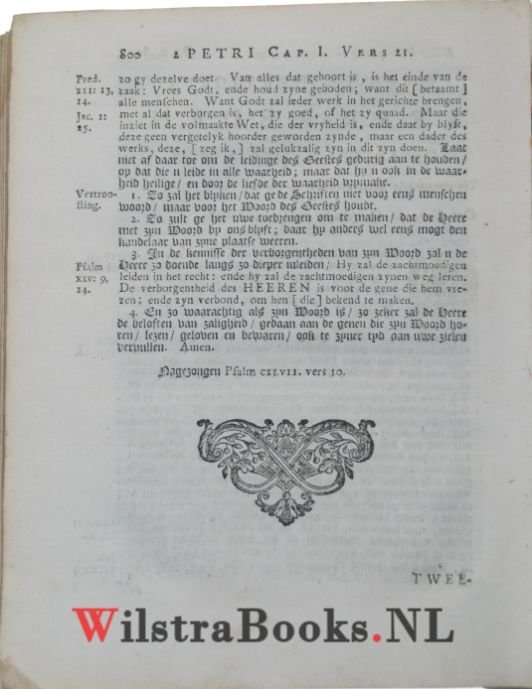 800 2 PETRI CAP. I. VERS 21.
Pred. zo gy dezelve doet. Van alles dat gehoort is, is het einde van de
XII: 13, zaak: Vrees Godt, ende houd zyne geboden; want dit [betaamt]
14. alle menschen. Want Godt zal ieder werk in het gerichte brengen,
Jac. 1: met al dat verborgen is, het zy goed, of het zy quaad. Maar die
25. inziet in de volmaakte Wet, die der vryheid is, ende daar by blyft,
deze geen vergetelyk hoorder geworden zynde, maar een dader des
werks, deze, [zeg ik,] zal gelukzalig zyn in dit zyn doen. Laat
niet af daar toe om de leidinge des Geestes gedurig aan te houden/
op dat die u leide in alle waarheid; maar dat hy u ook in de waar-
heid heilige/ en door de liefde der waarheid
Vertroo- 1. Zo zal het blyken/ dat ge de Schriften niet voor eens menschen
sting. woord/ maar voor het Woord des Geestes houdt.
2. Zo zult ge het uwe toebrengen om te maken/ dat de Heere
met zyn Woord by ons blyft; daar hy anders wel eens mogt den
kandelaar van zyne plaatse weeren.
3. In de kennisse der verborgentheden van zyn Woord zal u de
Psalm Heere zo doende langs zo dieper inleiden/ Hy zal de zachtmoedigen
XXV: 9, leiden in het recht: ende hy zal de zachtmoedigen zynen weg leren.
14. De verborgentheid des HEEREN is voor de gene die hem vre-
zen: ende zyn verbond, om hen [die] bekend te maken.
4. En zo waarachtig als zyn Woord is/ zo zeker zal de Heere
de beloften van zaligheid/ gedaan aan de genen die zyn Woord ho-
ren/ lezen/ geloven en bewaren/ ook te zyner tyd aan uwe zielen
vervullen. Amen.
Nagezongen Psalm CXLVII. vers 10.
TWEE-
WilstraBooks.NL